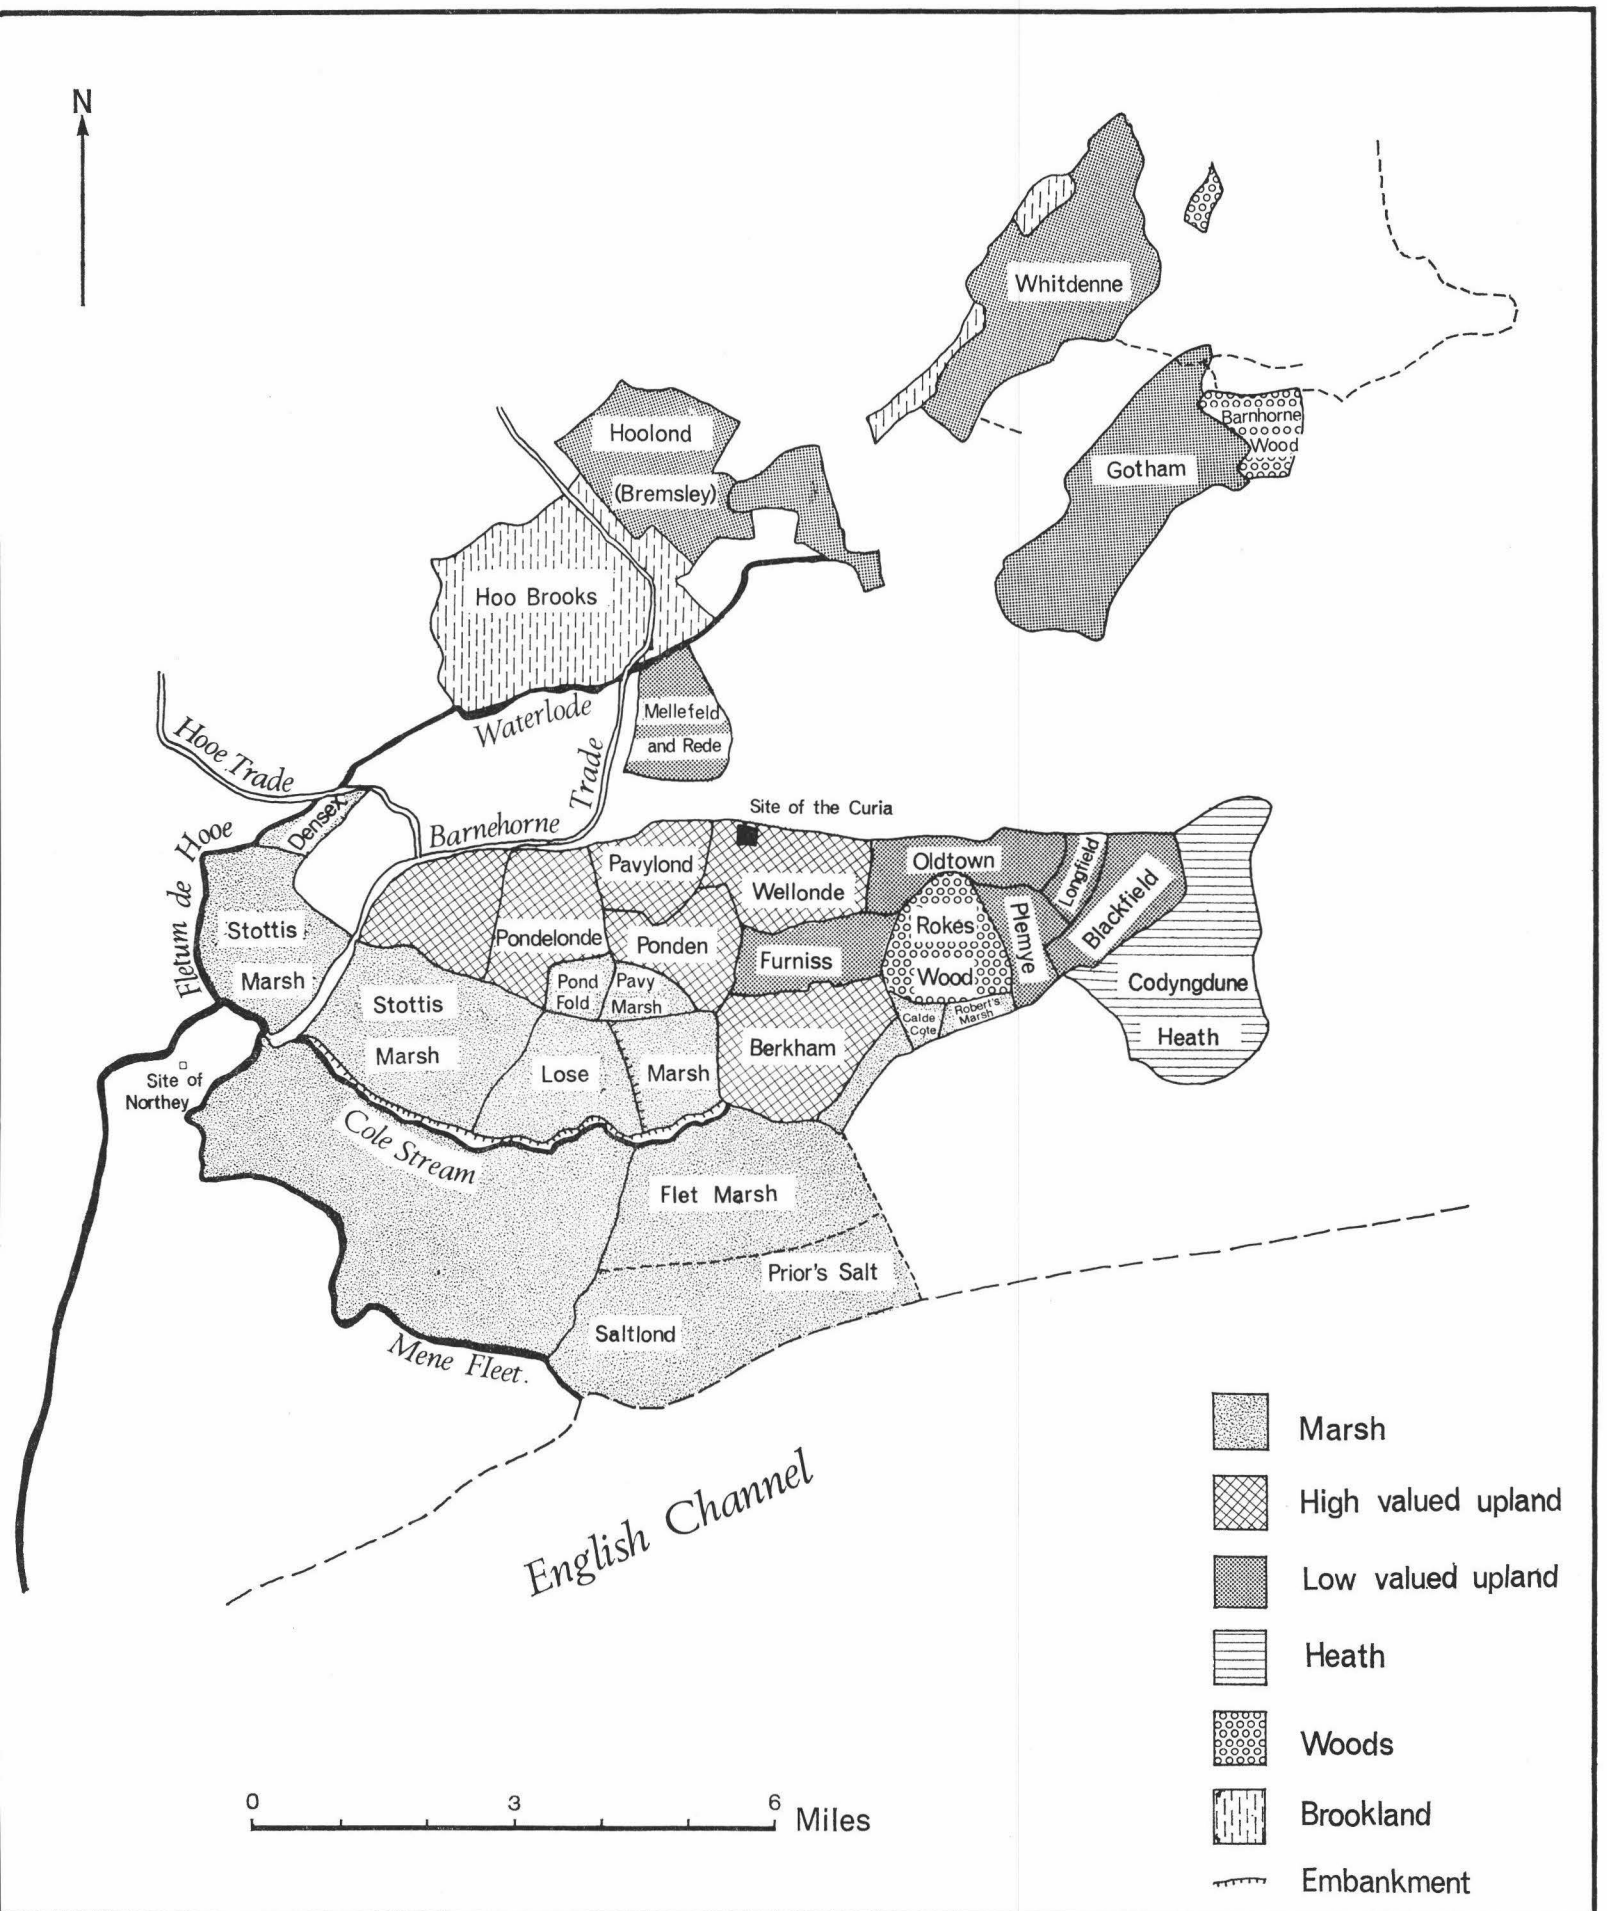 N
Whitdenne
Hoolond
(Bremsley)
Barnhorne
Wood
Gotham
Hoo Brooks
Waterlode
Mellefeld
and Rede
Hooe Trade
Trade
Barnehorne
Densex
Fletum de Hooe
Site of the Curia
Pavylond
Wellonde
Oldtown
Longfield
Blackfield
Stottis
Marsh
Pondelonde
Ponden
Furniss
Rokes
Wood
Plemye
Codyngdune
Heath
Pond
Fold
Pavy
Marsh
Calde
Cote
Robert's
Marsh
Stottis
Marsh
Lose
Marsh
Berkham
Site of
Northey
Cole Stream
Flet Marsh
Prior's Salt
Saltlond
Mene Fleet.
English Channel
Marsh
High valued upland
Low valued upland
Heath
Woods
Brookland
Embankment
0 3 6
Miles